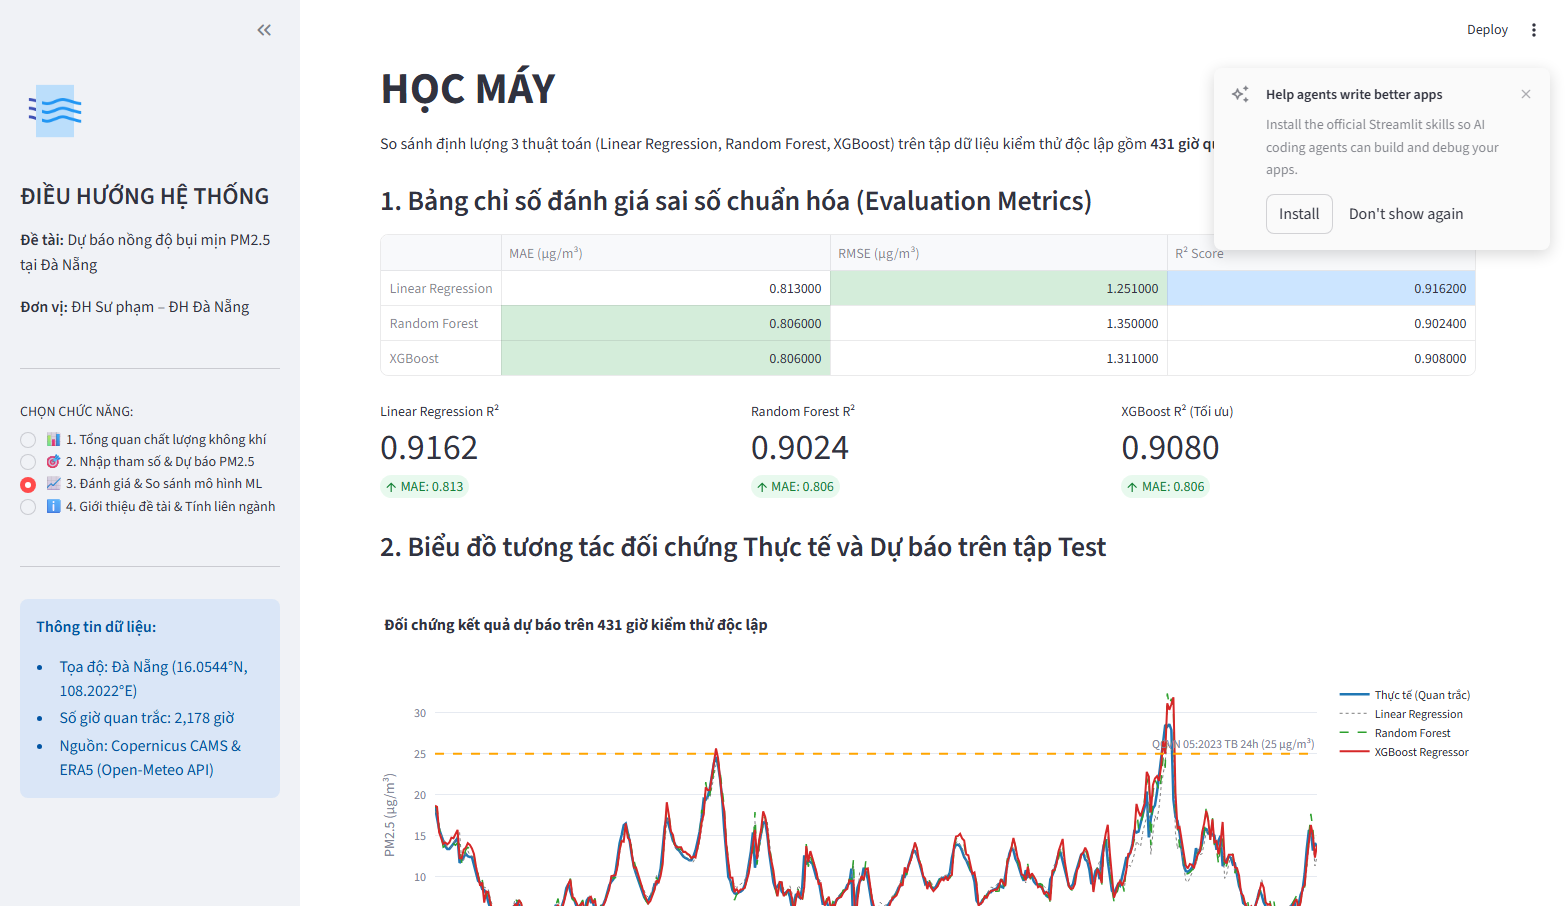 Deploy
ĐIỀU HƯỚNG HỆ THỐNG
Đề tài: Dự báo nồng độ bụi mịn PM2.5
tại Đà Nẵng
Đơn vị: ĐH Sư phạm – ĐH Đà Nẵng
CHỌN CHỨC NĂNG:
1. Tổng quan chất lượng không khí
2. Nhập tham số & Dự báo PM2.5
3. Đánh giá & So sánh mô hình ML
4. Giới thiệu đề tài & Tính liên ngành
Thông tin dữ liệu:
• Tọa độ: Đà Nẵng (16.0544°N,
108.2022°E)
• Số giờ quan trắc: 2,178 giờ
• Nguồn: Copernicus CAMS &
ERA5 (Open-Meteo API)
HỌC MÁY
So sánh định lượng 3 thuật toán (Linear Regression, Random Forest, XGBoost) trên tập dữ liệu kiểm thử độc lập gồm 431 giờ
Help agents write better apps
Install the official Streamlit skills so AI
coding agents can build and debug your
apps.
Install Don't show again
1. Bảng chỉ số đánh giá sai số chuẩn hóa (Evaluation Metrics)
MAE (μg/m³) RMSE (μg/m³) R² Score
Linear Regression 0.813000 1.251000 0.916200
Random Forest 0.806000 1.350000 0.902400
XGBoost 0.806000 1.311000 0.908000
Linear Regression R² Random Forest R² XGBoost R² (Tối ưu)
0.9162 0.9024 0.9080
↑ MAE: 0.813 ↑ MAE: 0.806 ↑ MAE: 0.806
2. Biểu đồ tương tác đối chứng Thực tế và Dự báo trên tập Test
Đối chứng kết quả dự báo trên 431 giờ kiểm thử độc lập
PM2.5 (μg/m³)
30
25
20
15
10
05:2023 TB 24h (25 μg/m³)
Thực tế (Quan trắc)
Linear Regression
Random Forest
XGBoost Regressor